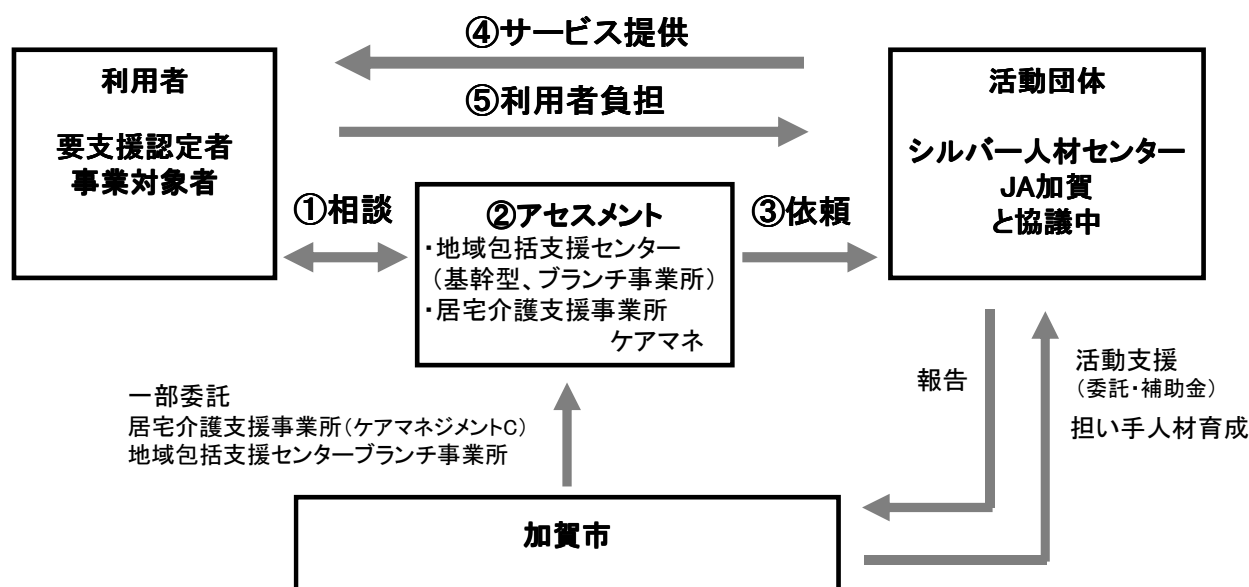 ④サービス提供
⑤利用者負担
利用者
要支援認定者
事業対象者
①相談
②アセスメント
・地域包括支援センター
（基幹型、ブランチ事業所）
・居宅介護支援事業所
ケアマネ
③依頼
活動団体
シルバー人材センター
JA加賀
と協議中
一部委託
居宅介護支援事業所（ケアマネジメントC）
地域包括支援センターブランチ事業所
報告
活動支援
（委託・補助金）
担い手人材育成
加賀市